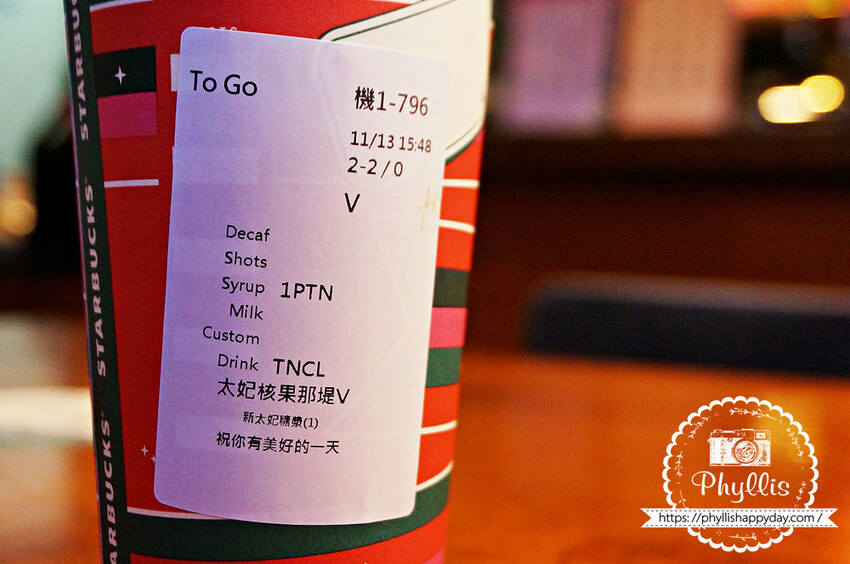 STARBUCKS
STARBUCKS
STARBUCKS
To Go
機1-796
11/13 15:48
2-2 / 0
V
Decaf
Shots
Syrup 1PTN
Milk
Custom
Drink TNCL
太妃核果那堤V
新太妃糖漿(1)
祝你有美好的一天
Phyllis
https://phyllishappyday.com/